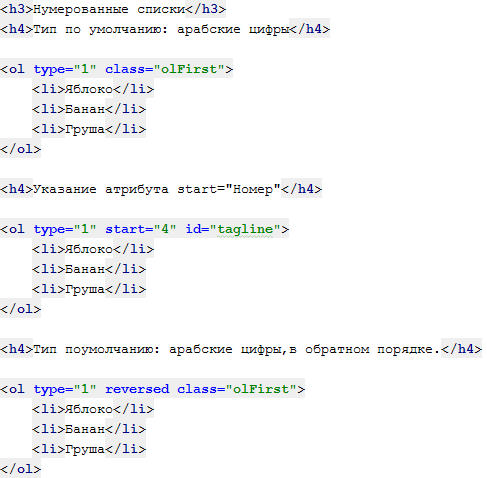 <h3>Нумерованные списки</h3>
<h4>Тип по умолчанию: арабские цифры</h4>
<ol type="1" class="olFirst">
<li>Яблоко</li>
<li>Банан</li>
<li>Груша</li>
</ol>
<h4>Указание атрибута start="Номер"</h4>
<ol type="1" start="4" id="tagline">
<li>Яблоко</li>
<li>Банан</li>
<li>Груша</li>
</ol>
<h4>Тип поумолчанию: арабские цифры,в обратном порядке.</h4>
<ol type="1" reversed class="olFirst">
<li>Яблоко</li>
<li>Банан</li>
<li>Груша</li>
</ol>